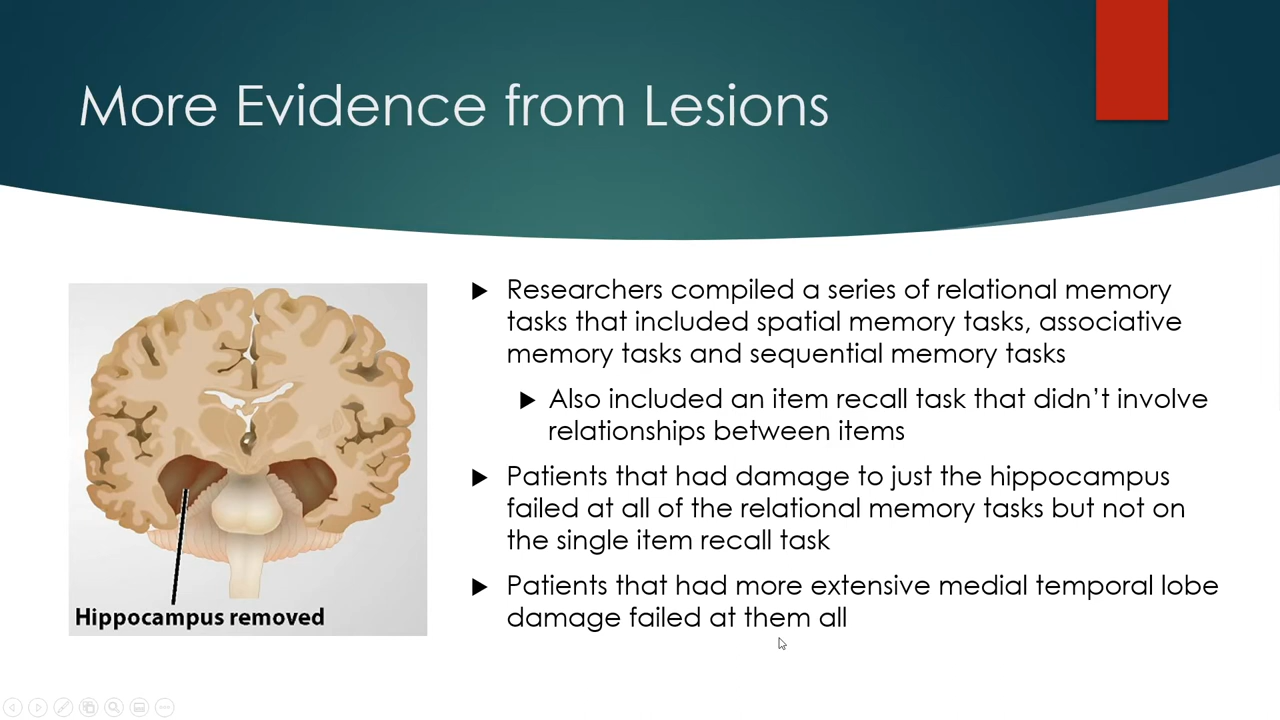 More Evidence from Lesions
Researchers compiled a series of relational memory
tasks that included spatial memory tasks, associative
memory tasks and sequential memory tasks
Also included an item recall task that didn’t involve
relationships between items
Patients that had damage to just the hippocampus
failed at all of the relational memory tasks but not on
the single item recall task
Patients that had more extensive medial temporal lobe
damage failed at them all
Hippocampus removed